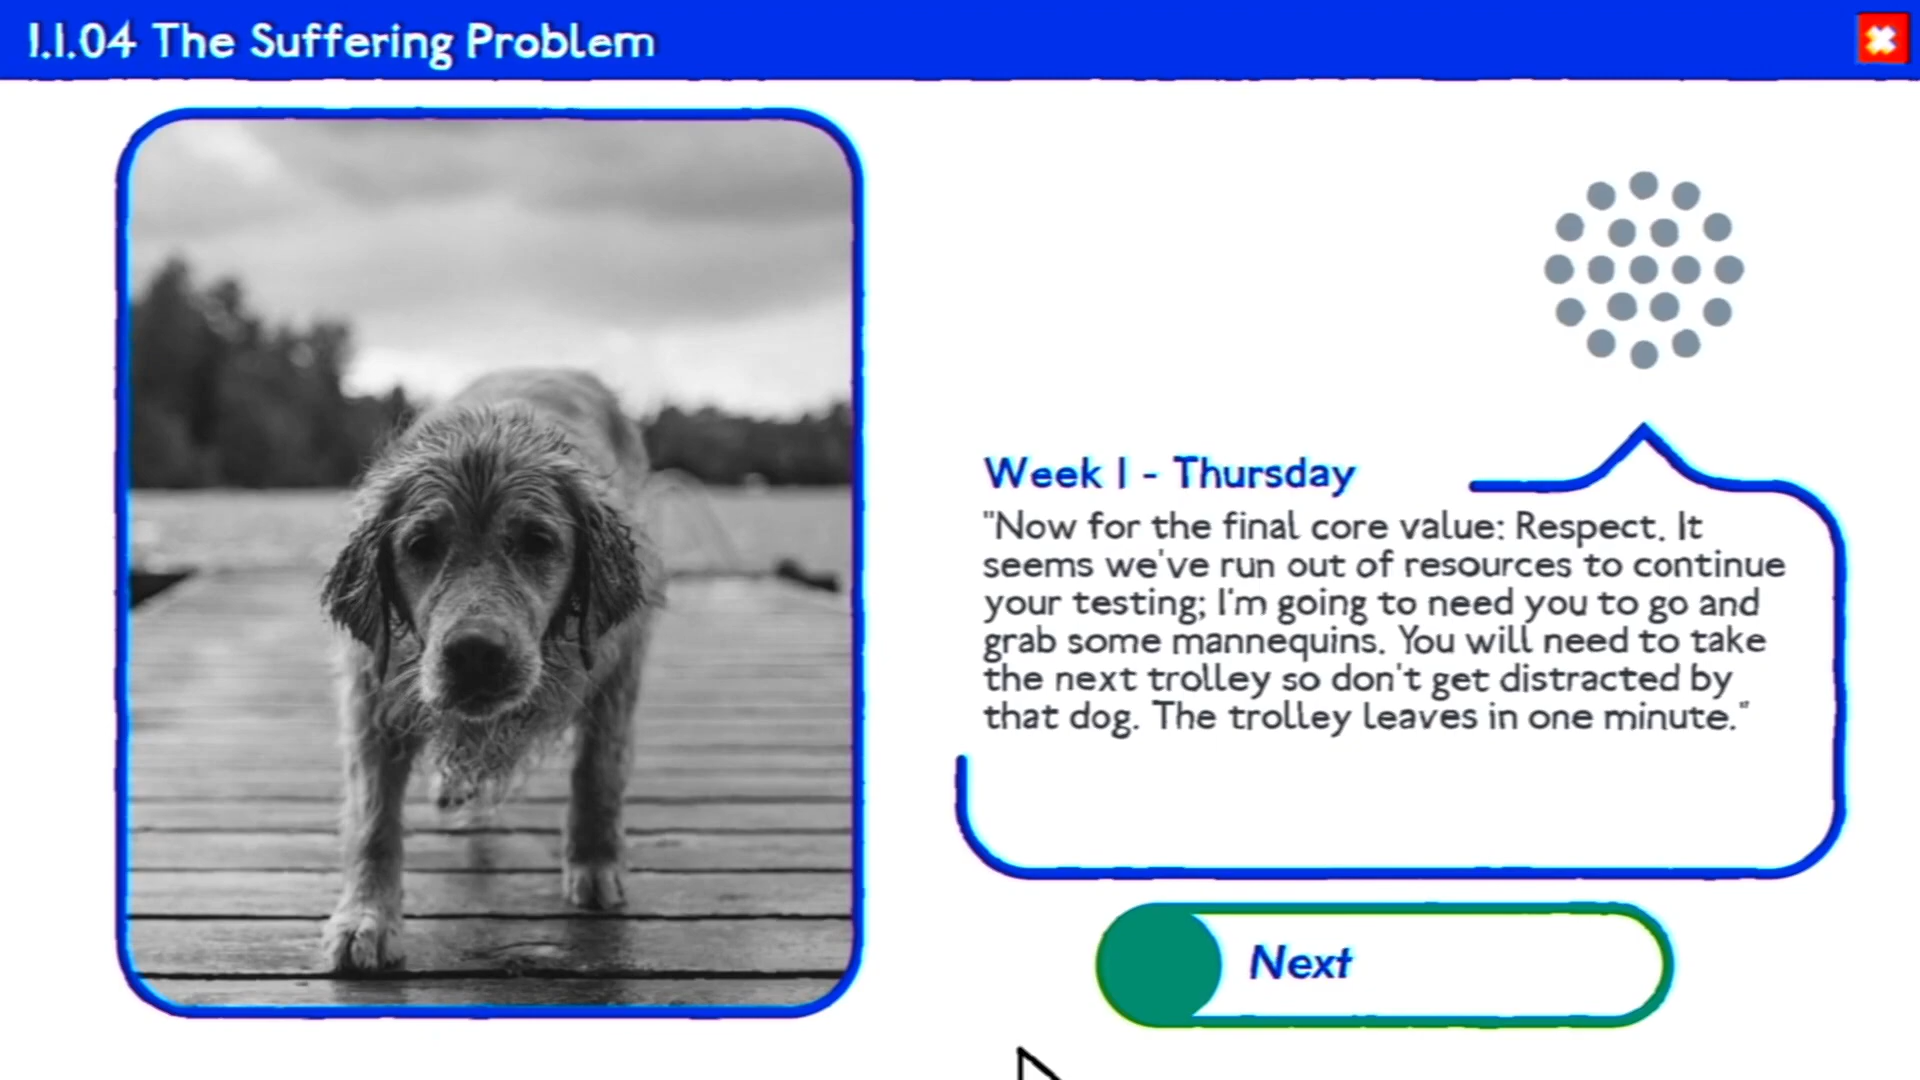 1.1.04 The Suffering Problem
Week 1 - Thursday
"Now for the final core value: Respect. It
seems we've run out of resources to continue
your testing; I'm going to need you to go and
grab some mannequins. You will need to take
the next trolley so don't get distracted by
that dog. The trolley leaves in one minute."
Next